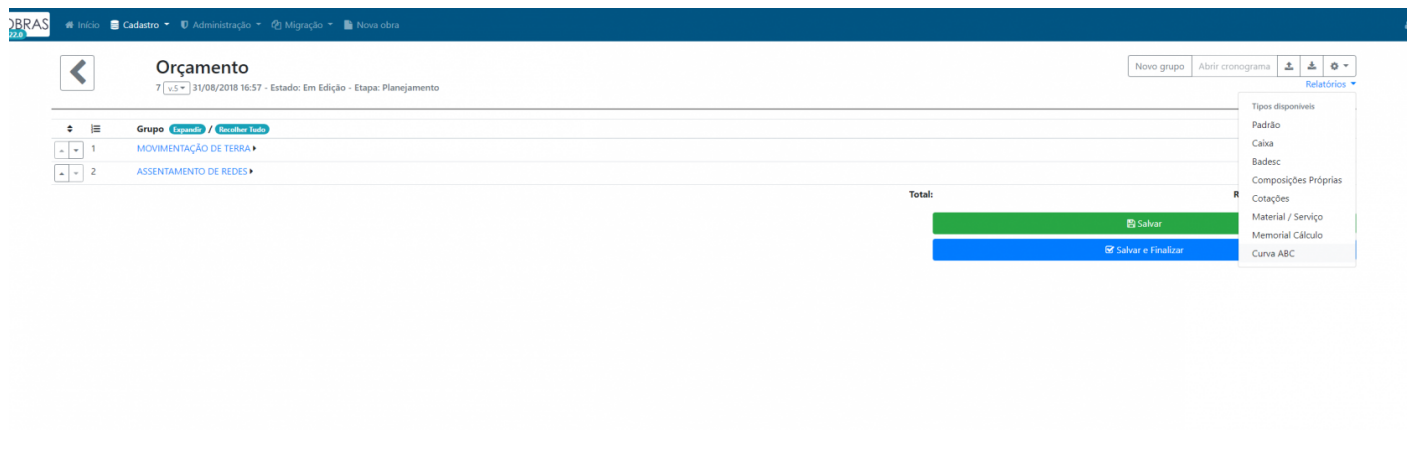 OBRAS Início Cadastro Administração Migração Nova obra
22.0
Orçamento
7 v.5 31/08/2018 16:57 - Estado: Em Edição - Etapa: Planejamento
Novo grupo Abrir cronograma
Relatórios
Tipos disponíveis
Padrão
Caixa
Badesc
Composições Próprias
Cotações
Material / Serviço
Memorial Cálculo
Curva ABC
Grupo Expandir / Recolher Tudo
1 MOVIMENTAÇÃO DE TERRA
2 ASSENTAMENTO DE REDES
Total: R
Salvar
Salvar e Finalizar